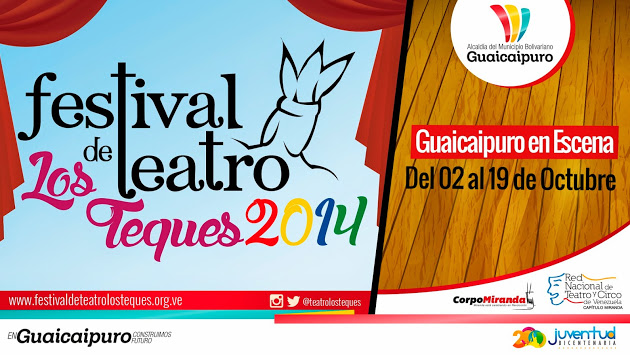 festival
de teatro
Los
Teques 2014
Alcaldía del Municipio Bolivariano
Guaicaipuro
Guaicaipuro en Escena
Del 02 al 19 de Octubre
www.festivaldeteatrolosteques.org.ve
@teatrolosteques
CorpoMiranda
Red
Nacional de
Teatro y Circo
de Venezuela
CAPÍTULO MIRANDA
EN Guaicaipuro CONSTRUIMOS
FUTURO
200 juventud
BICENTENARIA